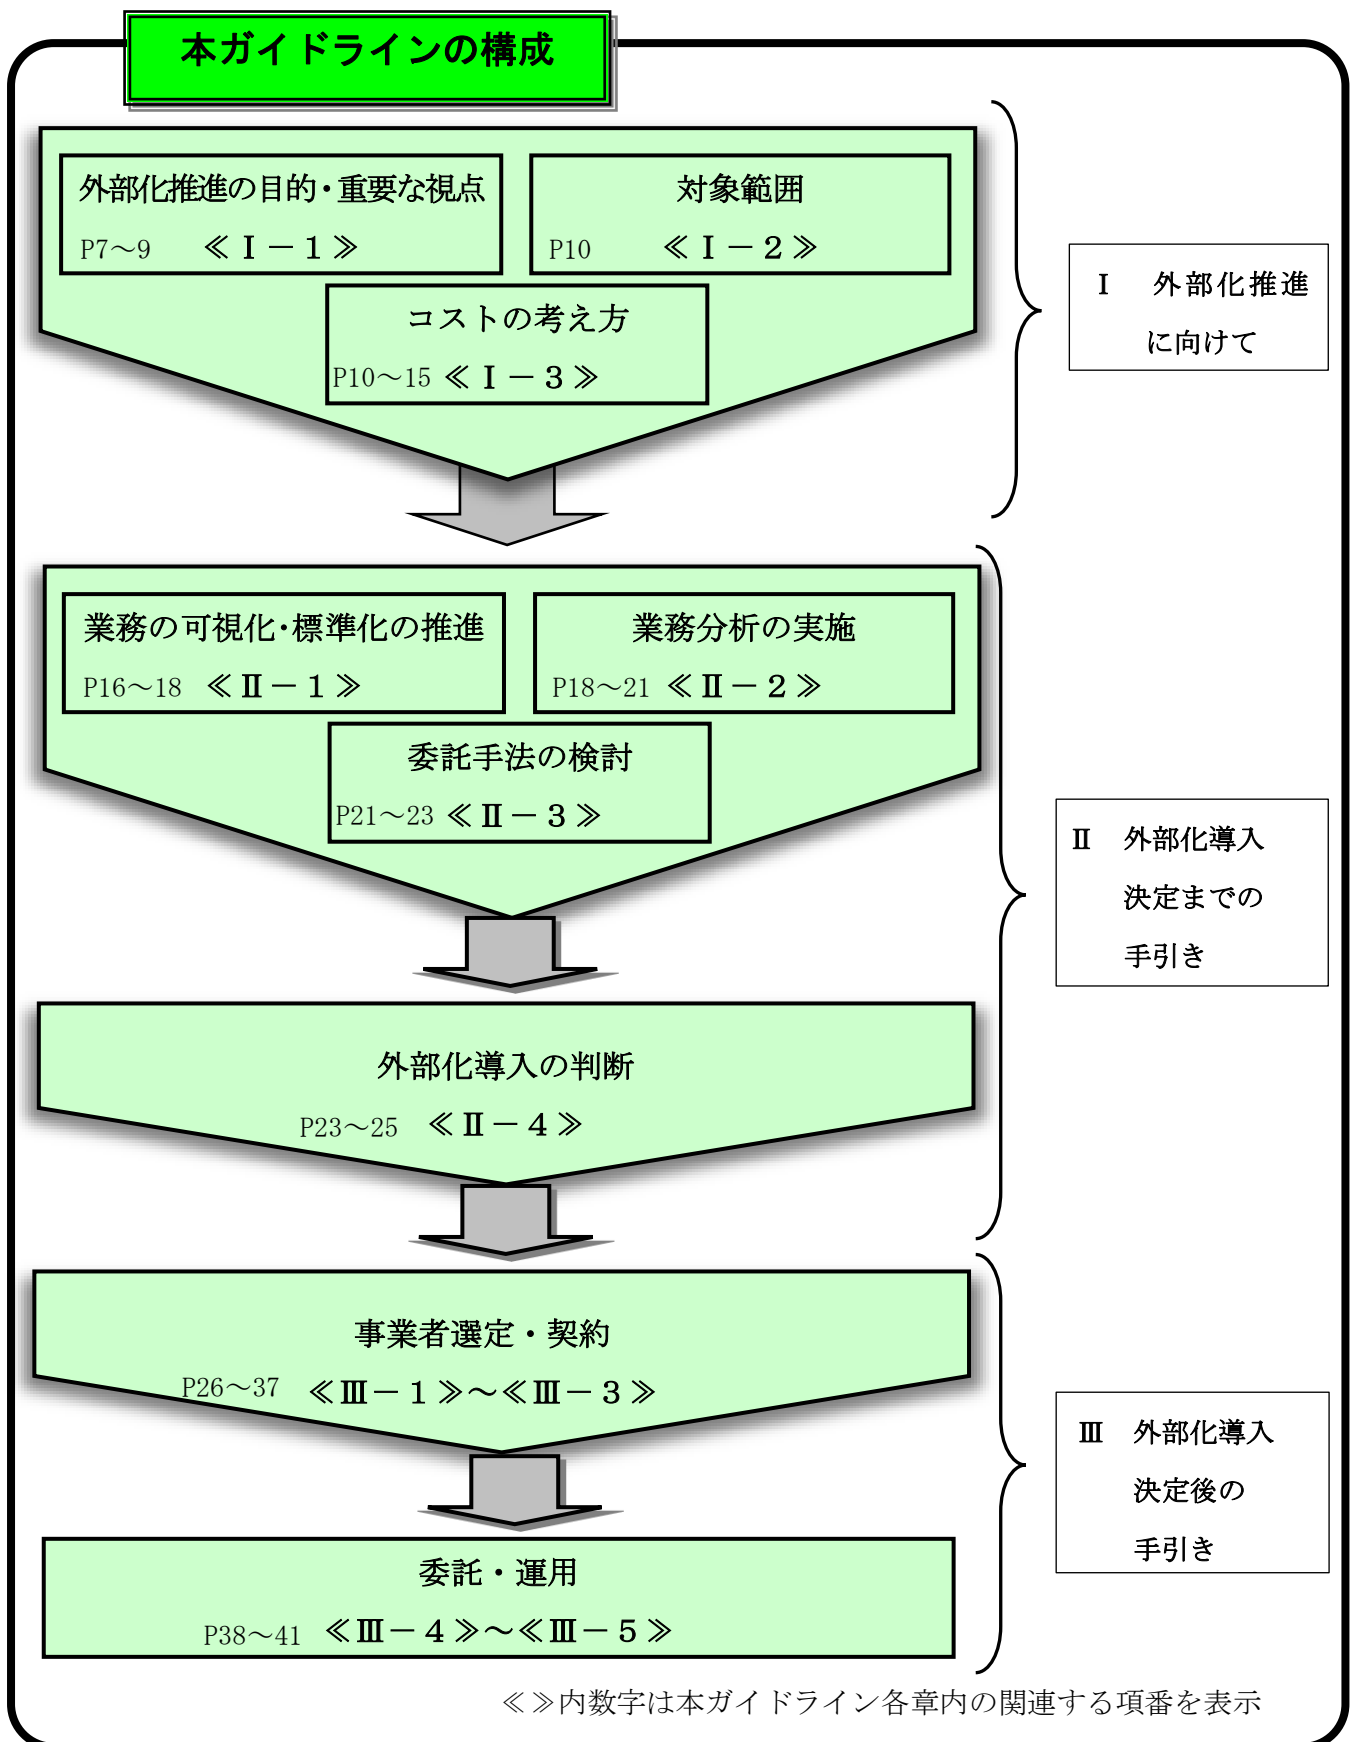 本ガイドラインの構成
外部化推進の目的・重要な視点
P7～9 ≪Ⅰ－１≫
対象範囲
P10 ≪Ⅰ－２≫
コストの考え方
P10～15 ≪Ⅰ－３≫
Ⅰ 外部化推進
に向けて
業務の可視化・標準化の推進
P16～18 ≪Ⅱ－１≫
業務分析の実施
P18～21 ≪Ⅱ－２≫
委託手法の検討
P21～23 ≪Ⅱ－３≫
Ⅱ 外部化導入
決定までの
手引き
外部化導入の判断
P23～25 ≪Ⅱ－４≫
事業者選定・契約
P26～37 ≪Ⅲ－１≫～≪Ⅲ－３≫
Ⅲ 外部化導入
決定後の
手引き
委託・運用
P38～41 ≪Ⅲ－４≫～≪Ⅲ－５≫
≪≫内数字は本ガイドライン各章内の関連する項番を表示